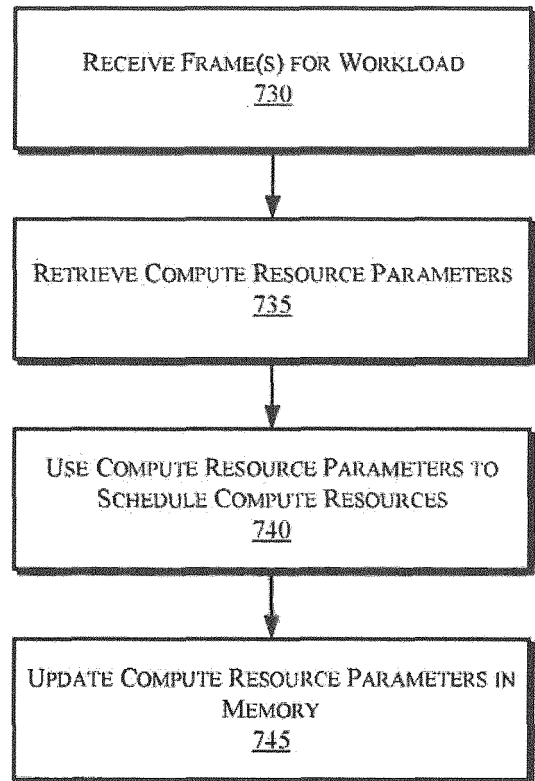 RECEIVE FRAME(S) FOR WORKLOAD
730
RETRIEVE COMPUTE RESOURCE PARAMETERS
735
USE COMPUTE RESOURCE PARAMETERS TO
SCHEDULE COMPUTE RESOURCES
740
UPDATE COMPUTE RESOURCE PARAMETERS IN
MEMORY
745